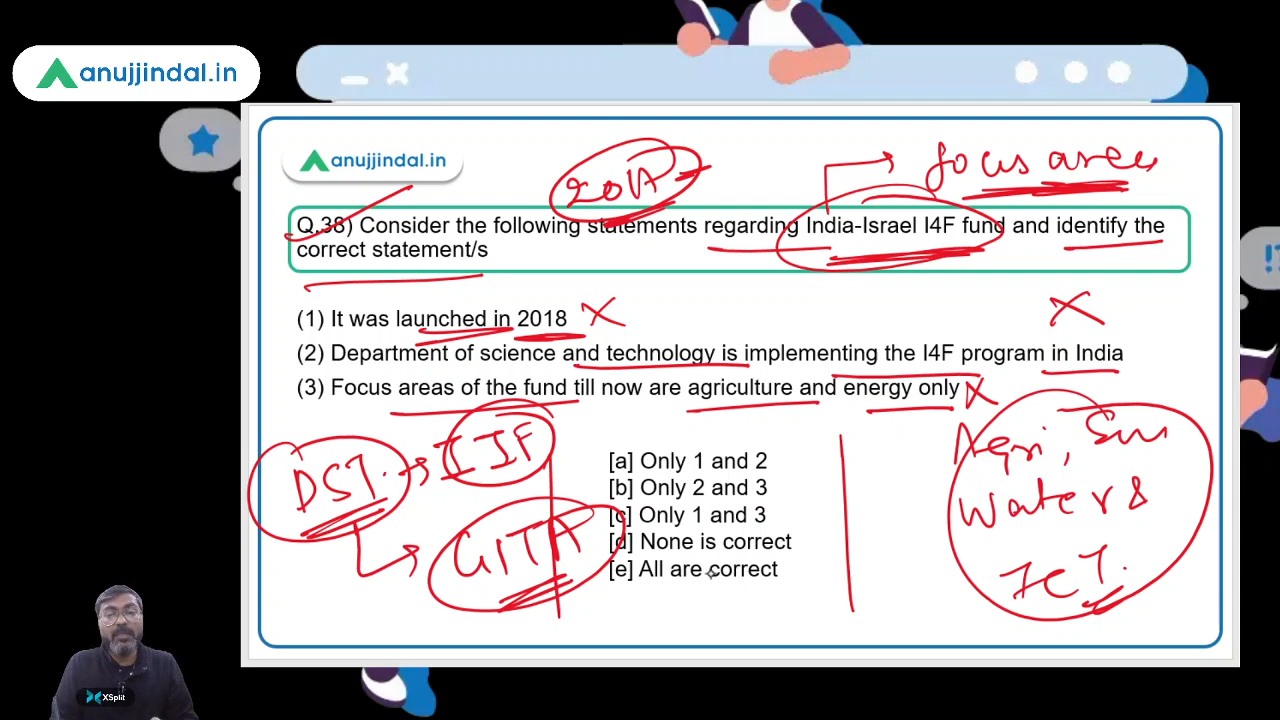 anujjindal.in
anujjindal.in
2017
focus areas
Q.38) Consider the following statements regarding India-Israel I4F fund and identify the
correct statement/s
(1) It was launched in 2018 X
X
(2) Department of science and technology is implementing the I4F program in India
(3) Focus areas of the fund till now are agriculture and energy only X
DST → IIF
GITA
[a] Only 1 and 2
[b] Only 2 and 3
[c] Only 1 and 3
[d] None is correct
[e] All are correct
Agri,
Water &
ICT.
XSplit